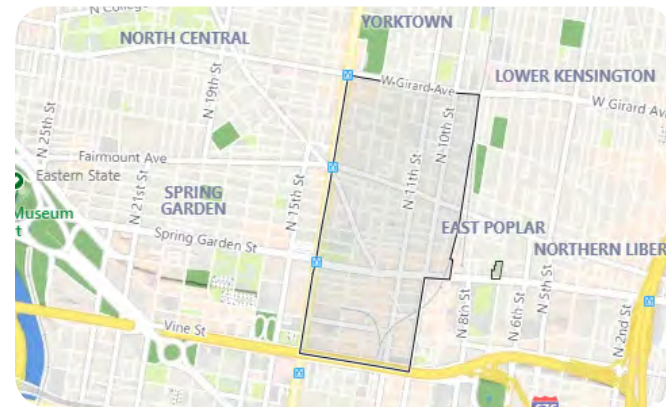 N College
YORKTOWN
NORTH CENTRAL
W Girard Ave
LOWER KENSINGTON
W Girard Ave
N 25th St
N 19th St
N 10th St
Fairmount Ave
Eastern State
N 21st St
N 15th St
N 11th St
Museum
SPRING
GARDEN
EAST POPLAR
Spring Garden St
NORTHERN LIBER
Vine St
N 8th St
N 6th St
N 5th St
N 2nd St
676